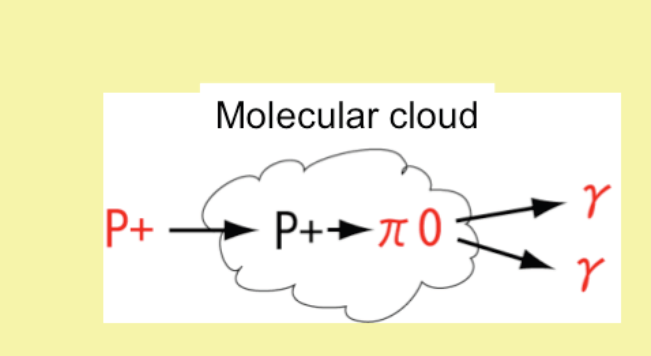 Molecular cloud
γ
P+ P+ π 0
γ